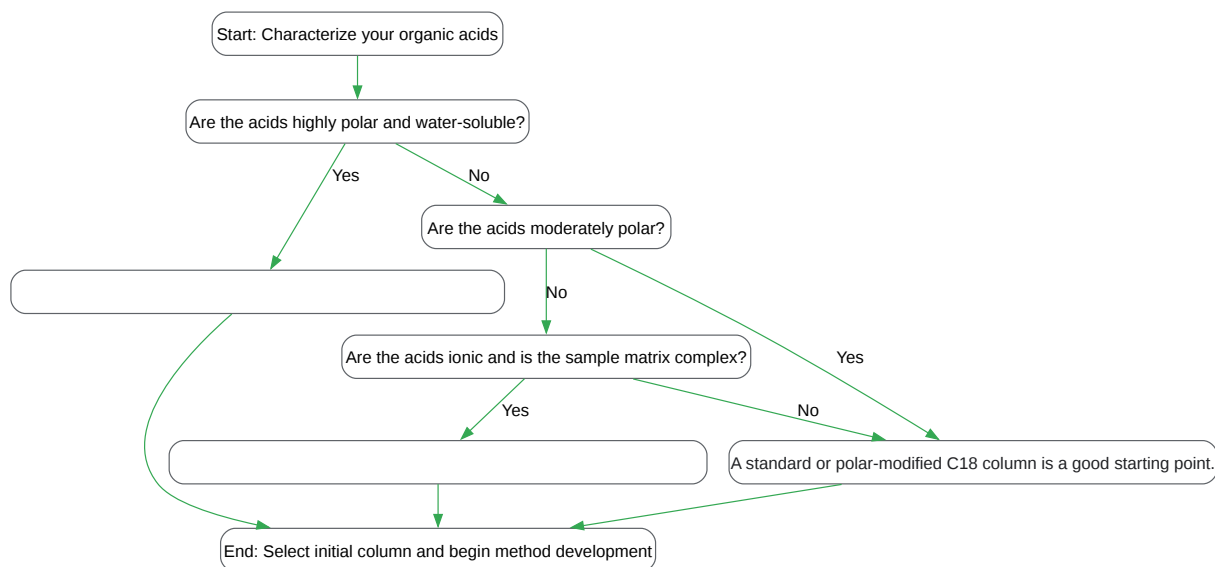 Start: Characterize your organic acids
Are the acids highly polar and water-soluble?
Yes
No
Are the acids moderately polar?
No
Are the acids ionic and is the sample matrix complex?
Yes
Yes
No
A standard or polar-modified C18 column is a good starting point.
End: Select initial column and begin method development